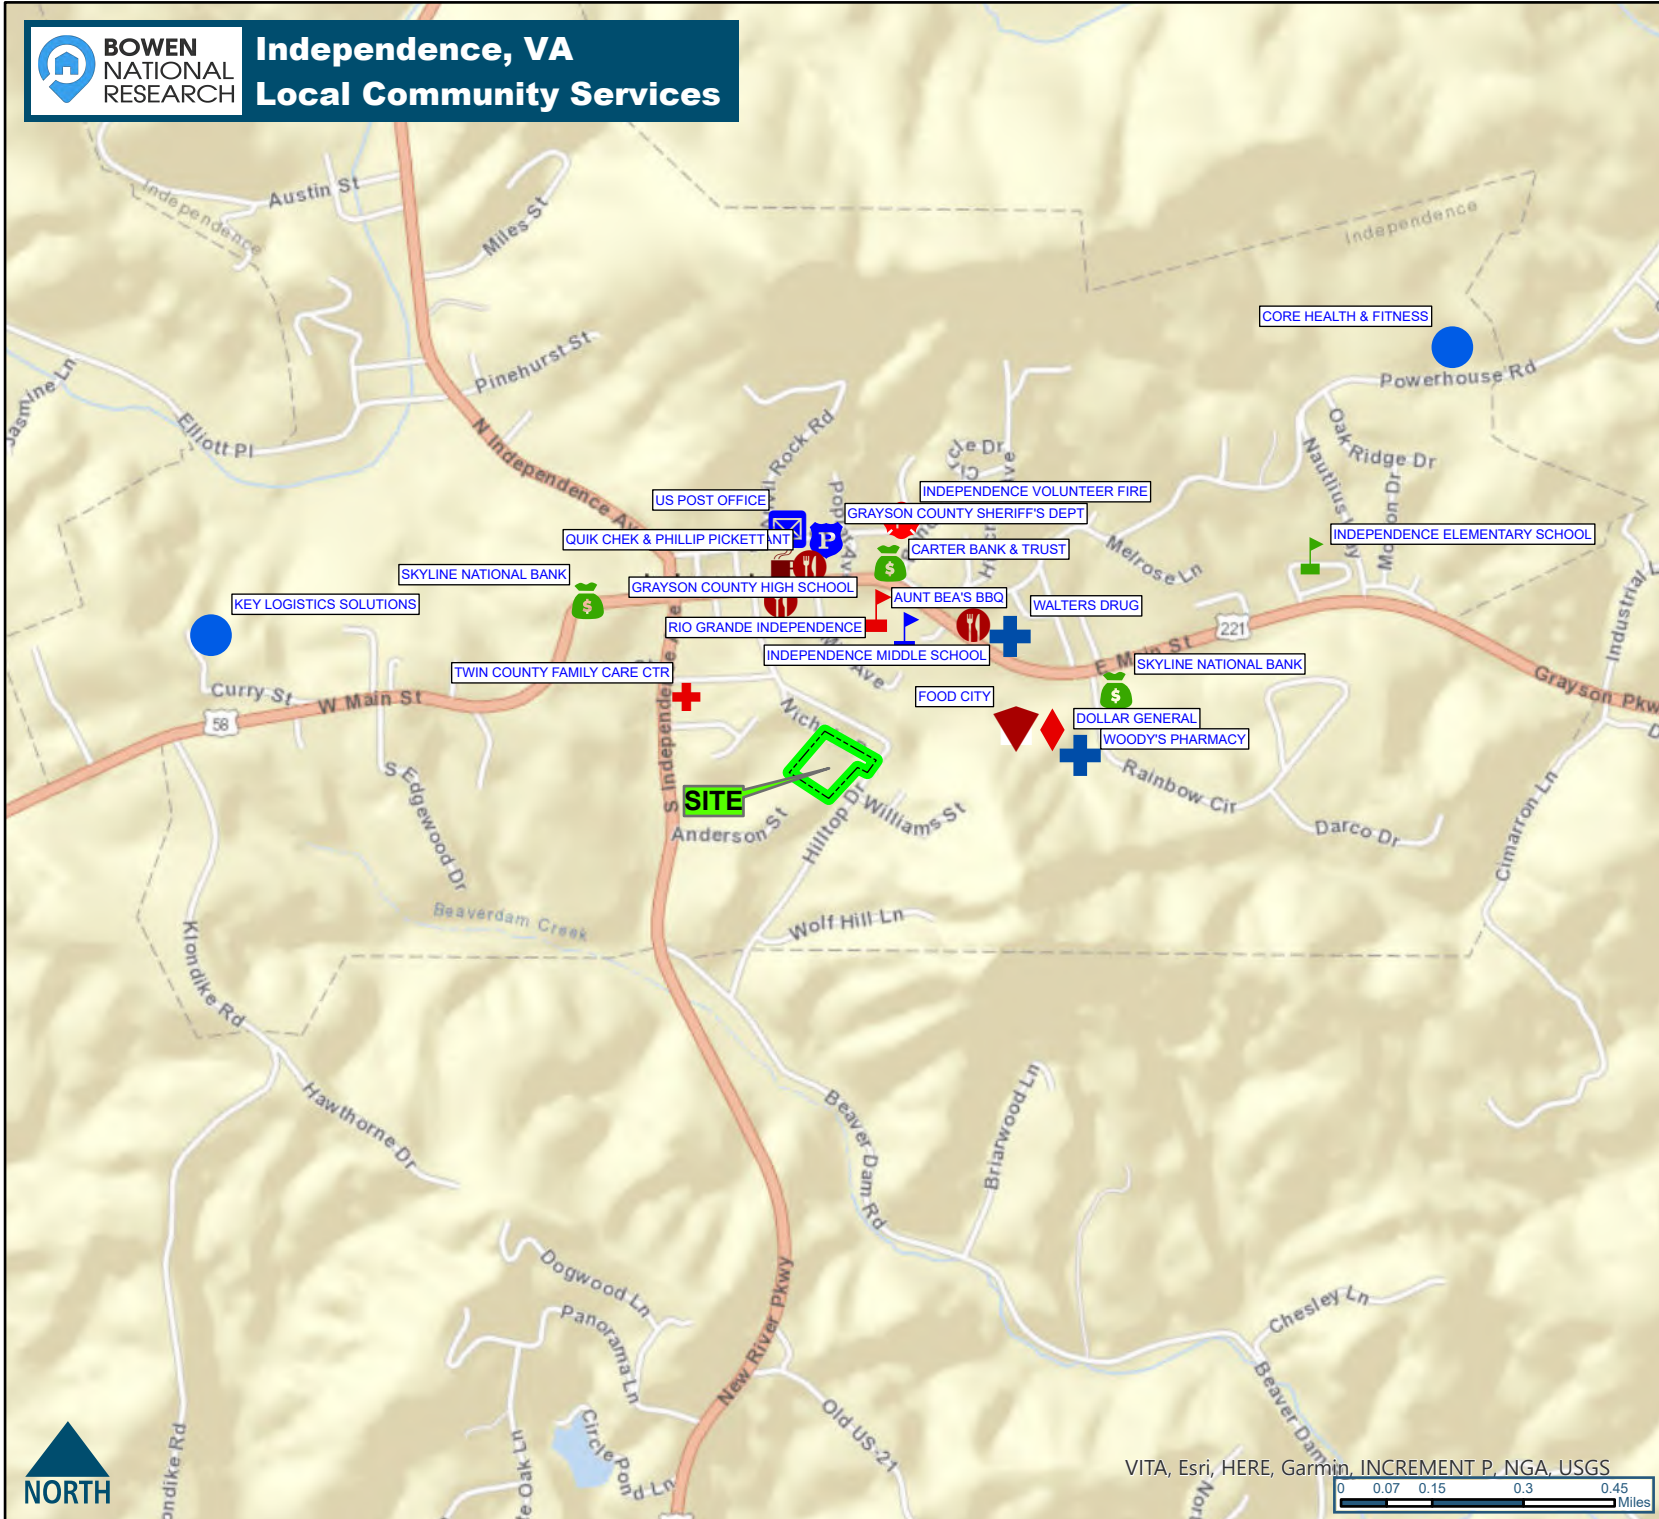 BOWEN
NATIONAL
RESEARCH
Independence, VA
Local Community Services
Austin St
Independence
Miles St
Independence
CORE HEALTH & FITNESS
Powerhouse Rd
Pinehurst St
Jasmine Ln
Elliott Pl
N Independence Ave
Oak Ridge Dr
INDEPENDENCE VOLUNTEER FIRE
US POST OFFICE
GRAYSON COUNTY SHERIFF'S DEPT
P
QUIK CHEK & PHILLIP PICKETT
ANT
CARTER BANK & TRUST
INDEPENDENCE ELEMENTARY SCHOOL
Melrose Ln
SKYLINE NATIONAL BANK
GRAYSON COUNTY HIGH SCHOOL
AUNT BEA'S BBQ
WALTERS DRUG
KEY LOGISTICS SOLUTIONS
RIO GRANDE INDEPENDENCE
221
INDEPENDENCE MIDDLE SCHOOL
E Main St
SKYLINE NATIONAL BANK
TWIN COUNTY FAMILY CARE CTR
Ave
Curry St
W Main St
58
FOOD CITY
Grayson Pkwy
DOLLAR GENERAL
WOODY'S PHARMACY
S Independence Ave
SITE
Rainbow Cir
Anderson St
Hilltop Dr
Williams St
Darco Dr
Cimarron Ln
S Edgewood Dr
Beaverdam Creek
Wolf Hill Ln
Klondike Rd
Hawthorne Dr
Beaver Dam Rd
Briarwood Ln
Dogwood Ln
Panorama Ln
New River Pkwy
Chesley Ln
Old US-21
Circle Pond Ln
Beaver Dam
NORTH
VITA, Esri, HERE, Garmin, INCREMENT P, NGA, USGS
0 0.07 0.15 0.3 0.45
Miles